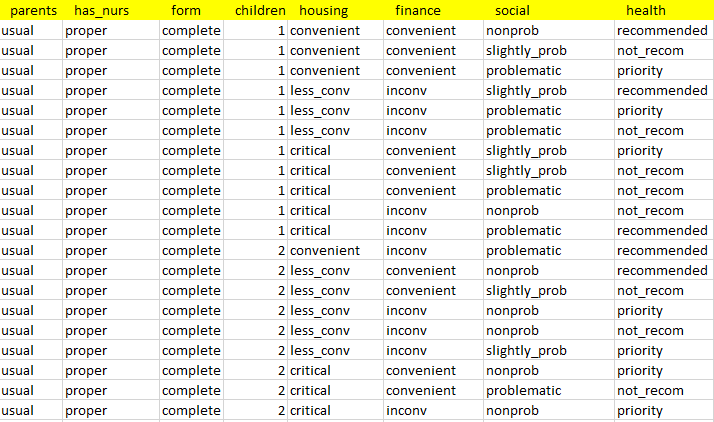 parents has_nurs form children housing finance social health
usual proper complete 1 convenient convenient nonprob recommended
usual proper complete 1 convenient convenient slightly_prob not_recom
usual proper complete 1 convenient convenient problematic priority
usual proper complete 1 less_conv inconv slightly_prob recommended
usual proper complete 1 less_conv inconv problematic priority
usual proper complete 1 less_conv inconv problematic not_recom
usual proper complete 1 critical convenient slightly_prob priority
usual proper complete 1 critical convenient slightly_prob not_recom
usual proper complete 1 critical convenient problematic not_recom
usual proper complete 1 critical inconv nonprob not_recom
usual proper complete 1 critical inconv problematic recommended
usual proper complete 2 convenient inconv problematic recommended
usual proper complete 2 less_conv convenient nonprob recommended
usual proper complete 2 less_conv convenient slightly_prob not_recom
usual proper complete 2 less_conv inconv nonprob priority
usual proper complete 2 less_conv inconv nonprob not_recom
usual proper complete 2 less_conv inconv slightly_prob priority
usual proper complete 2 critical convenient nonprob priority
usual proper complete 2 critical convenient problematic not_recom
usual proper complete 2 critical inconv nonprob priority